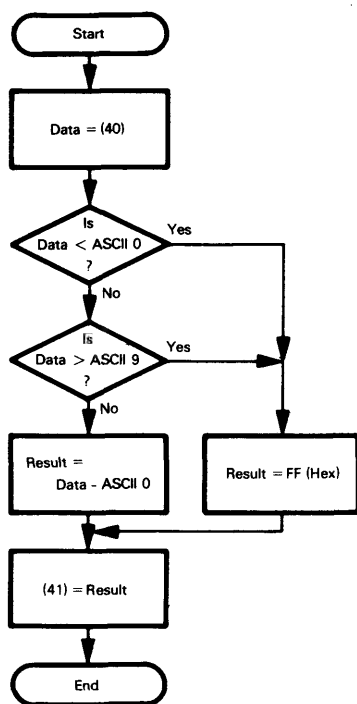 Start
Data = (40)
Is
Data < ASCII 0
?
Yes
No
Is
Data > ASCII 9
?
Yes
No
Result =
Data - ASCII 0
Result = FF (Hex)
(41) = Result
End